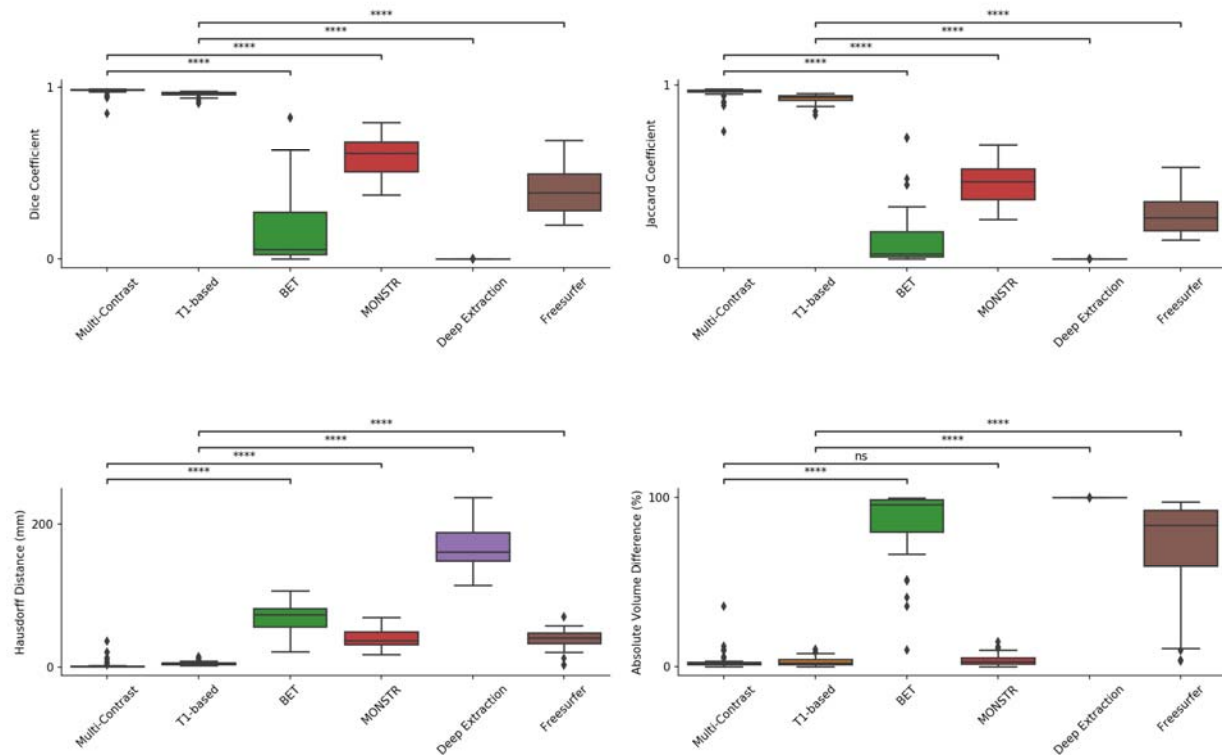 ****
****
****
****
1
0
Dice Coefficient
Multi-Contrast
T1-based
BET
MONSTR
Deep Extraction
Freesurfer
****
****
****
****
1
0
Jaccard Coefficient
Multi-Contrast
T1-based
BET
MONSTR
Deep Extraction
Freesurfer
****
****
****
****
200
0
Hausdorff Distance (mm)
Multi-Contrast
T1-based
BET
MONSTR
Deep Extraction
Freesurfer
****
****
ns
****
100
0
Absolute Volume Difference (%)
Multi-Contrast
T1-based
BET
MONSTR
Deep Extraction
Freesurfer